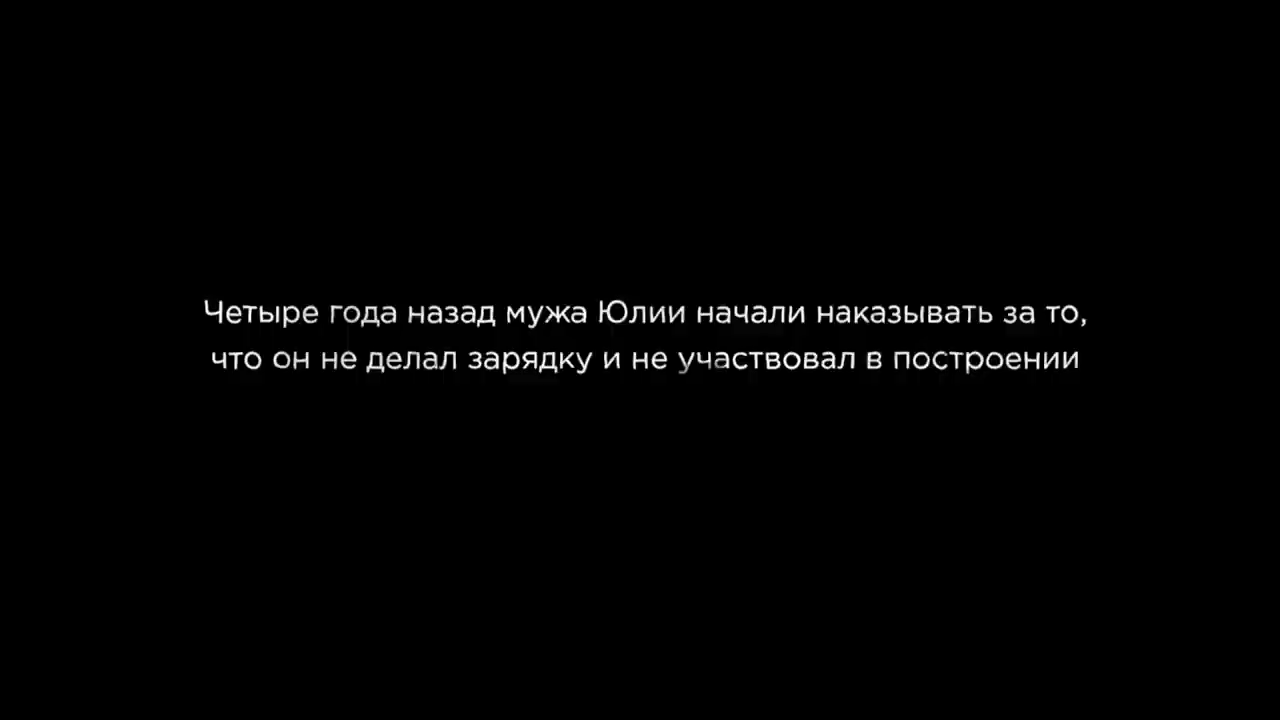 Четыре года назад мужа Юлии начали наказывать за то,
что он не делал зарядку и не участвовал в построении